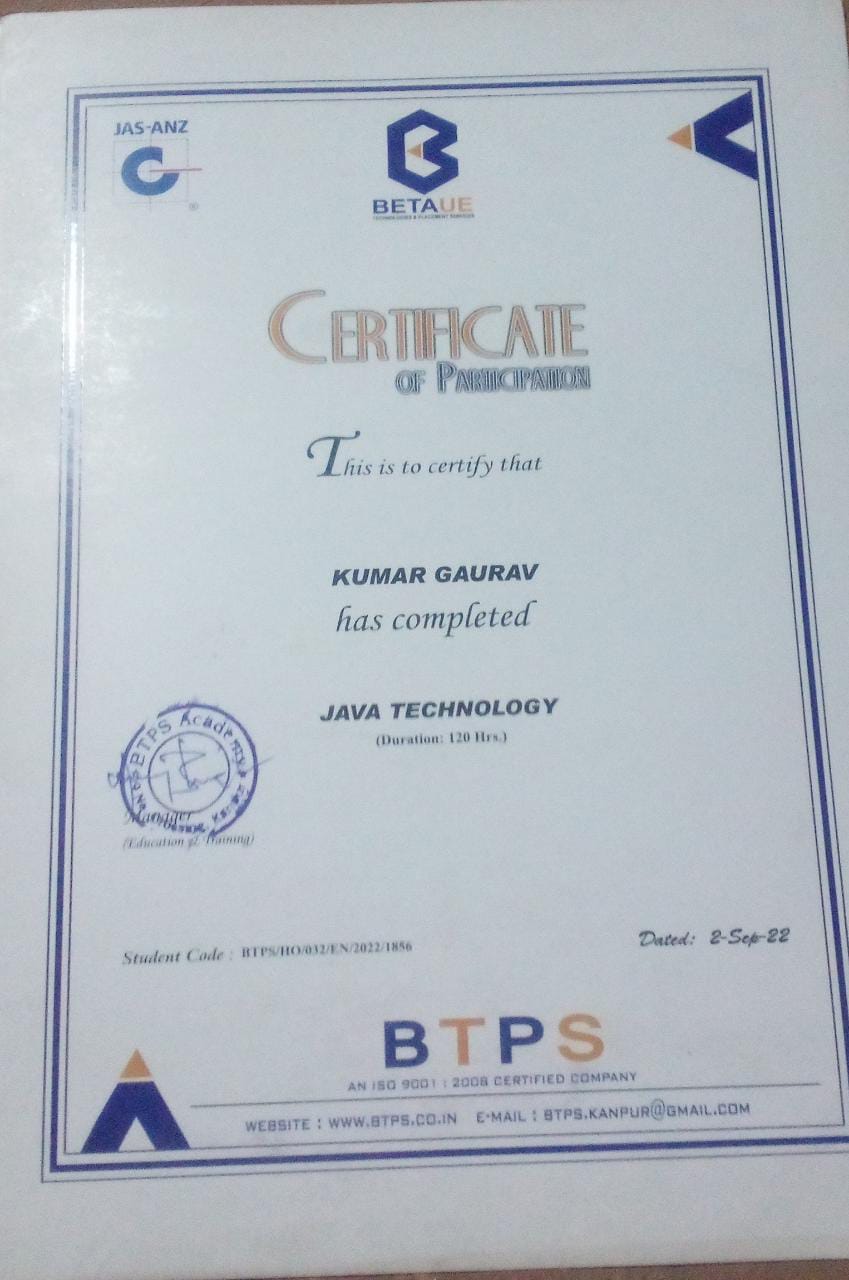 JAS-ANZ
®
BETAUE
TECHNOLOGIES & PLACEMENT SERVICES
CERTIFICATE
OF PARTICIPATION
This is to certify that
KUMAR GAURAV
has completed
JAVA TECHNOLOGY
(Duration: 120 Hrs.)
BTPS Academy
Manager
(Education & Training)
Student Code : BTPS/HO/032/EN/2022/1856
Dated: 2-Sep-22
BTPS
AN ISO 9001 : 2008 CERTIFIED COMPANY
WEBSITE : WWW.BTPS.CO.IN E-MAIL : BTPS.KANPUR@GMAIL.COM